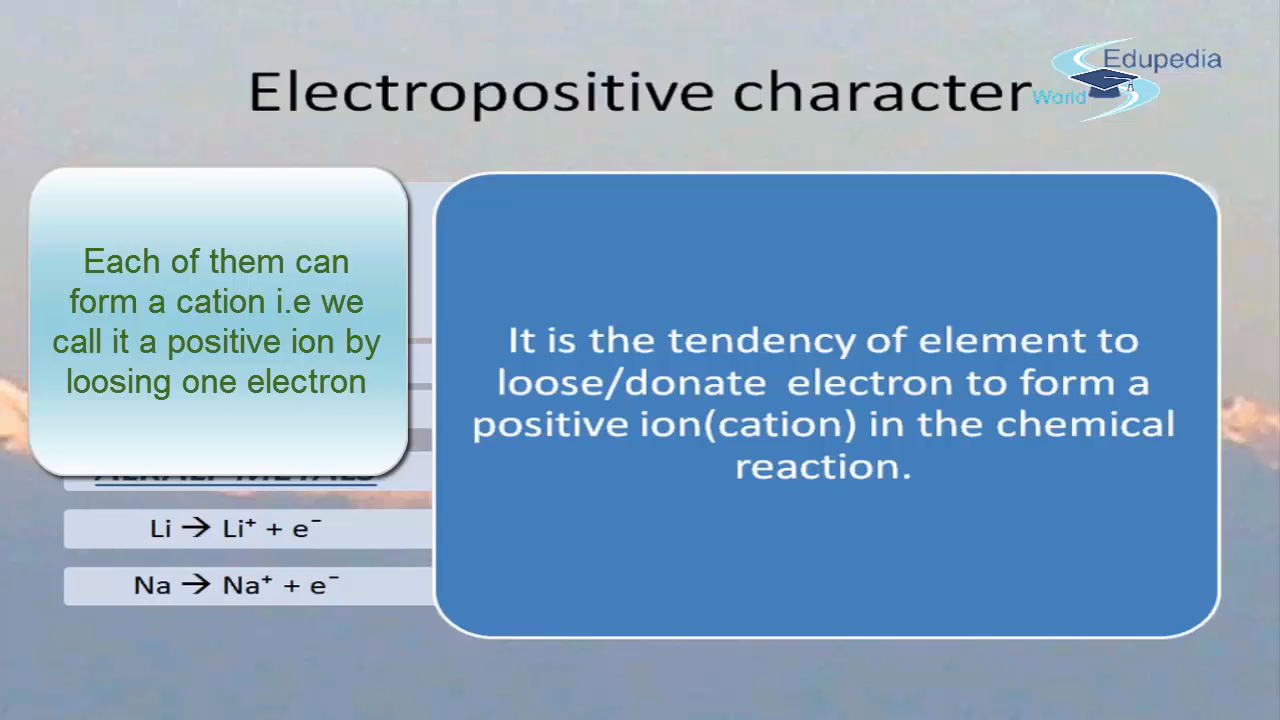 Electropositive character
Edupedia
World
Each of them can
form a cation i.e we
call it a positive ion by
loosing one electron
It is the tendency of element to
loose/donate electron to form a
positive ion(cation) in the chemical
reaction.
ALKALI METALS
Li → Li⁺ + e⁻
Na → Na⁺ + e⁻